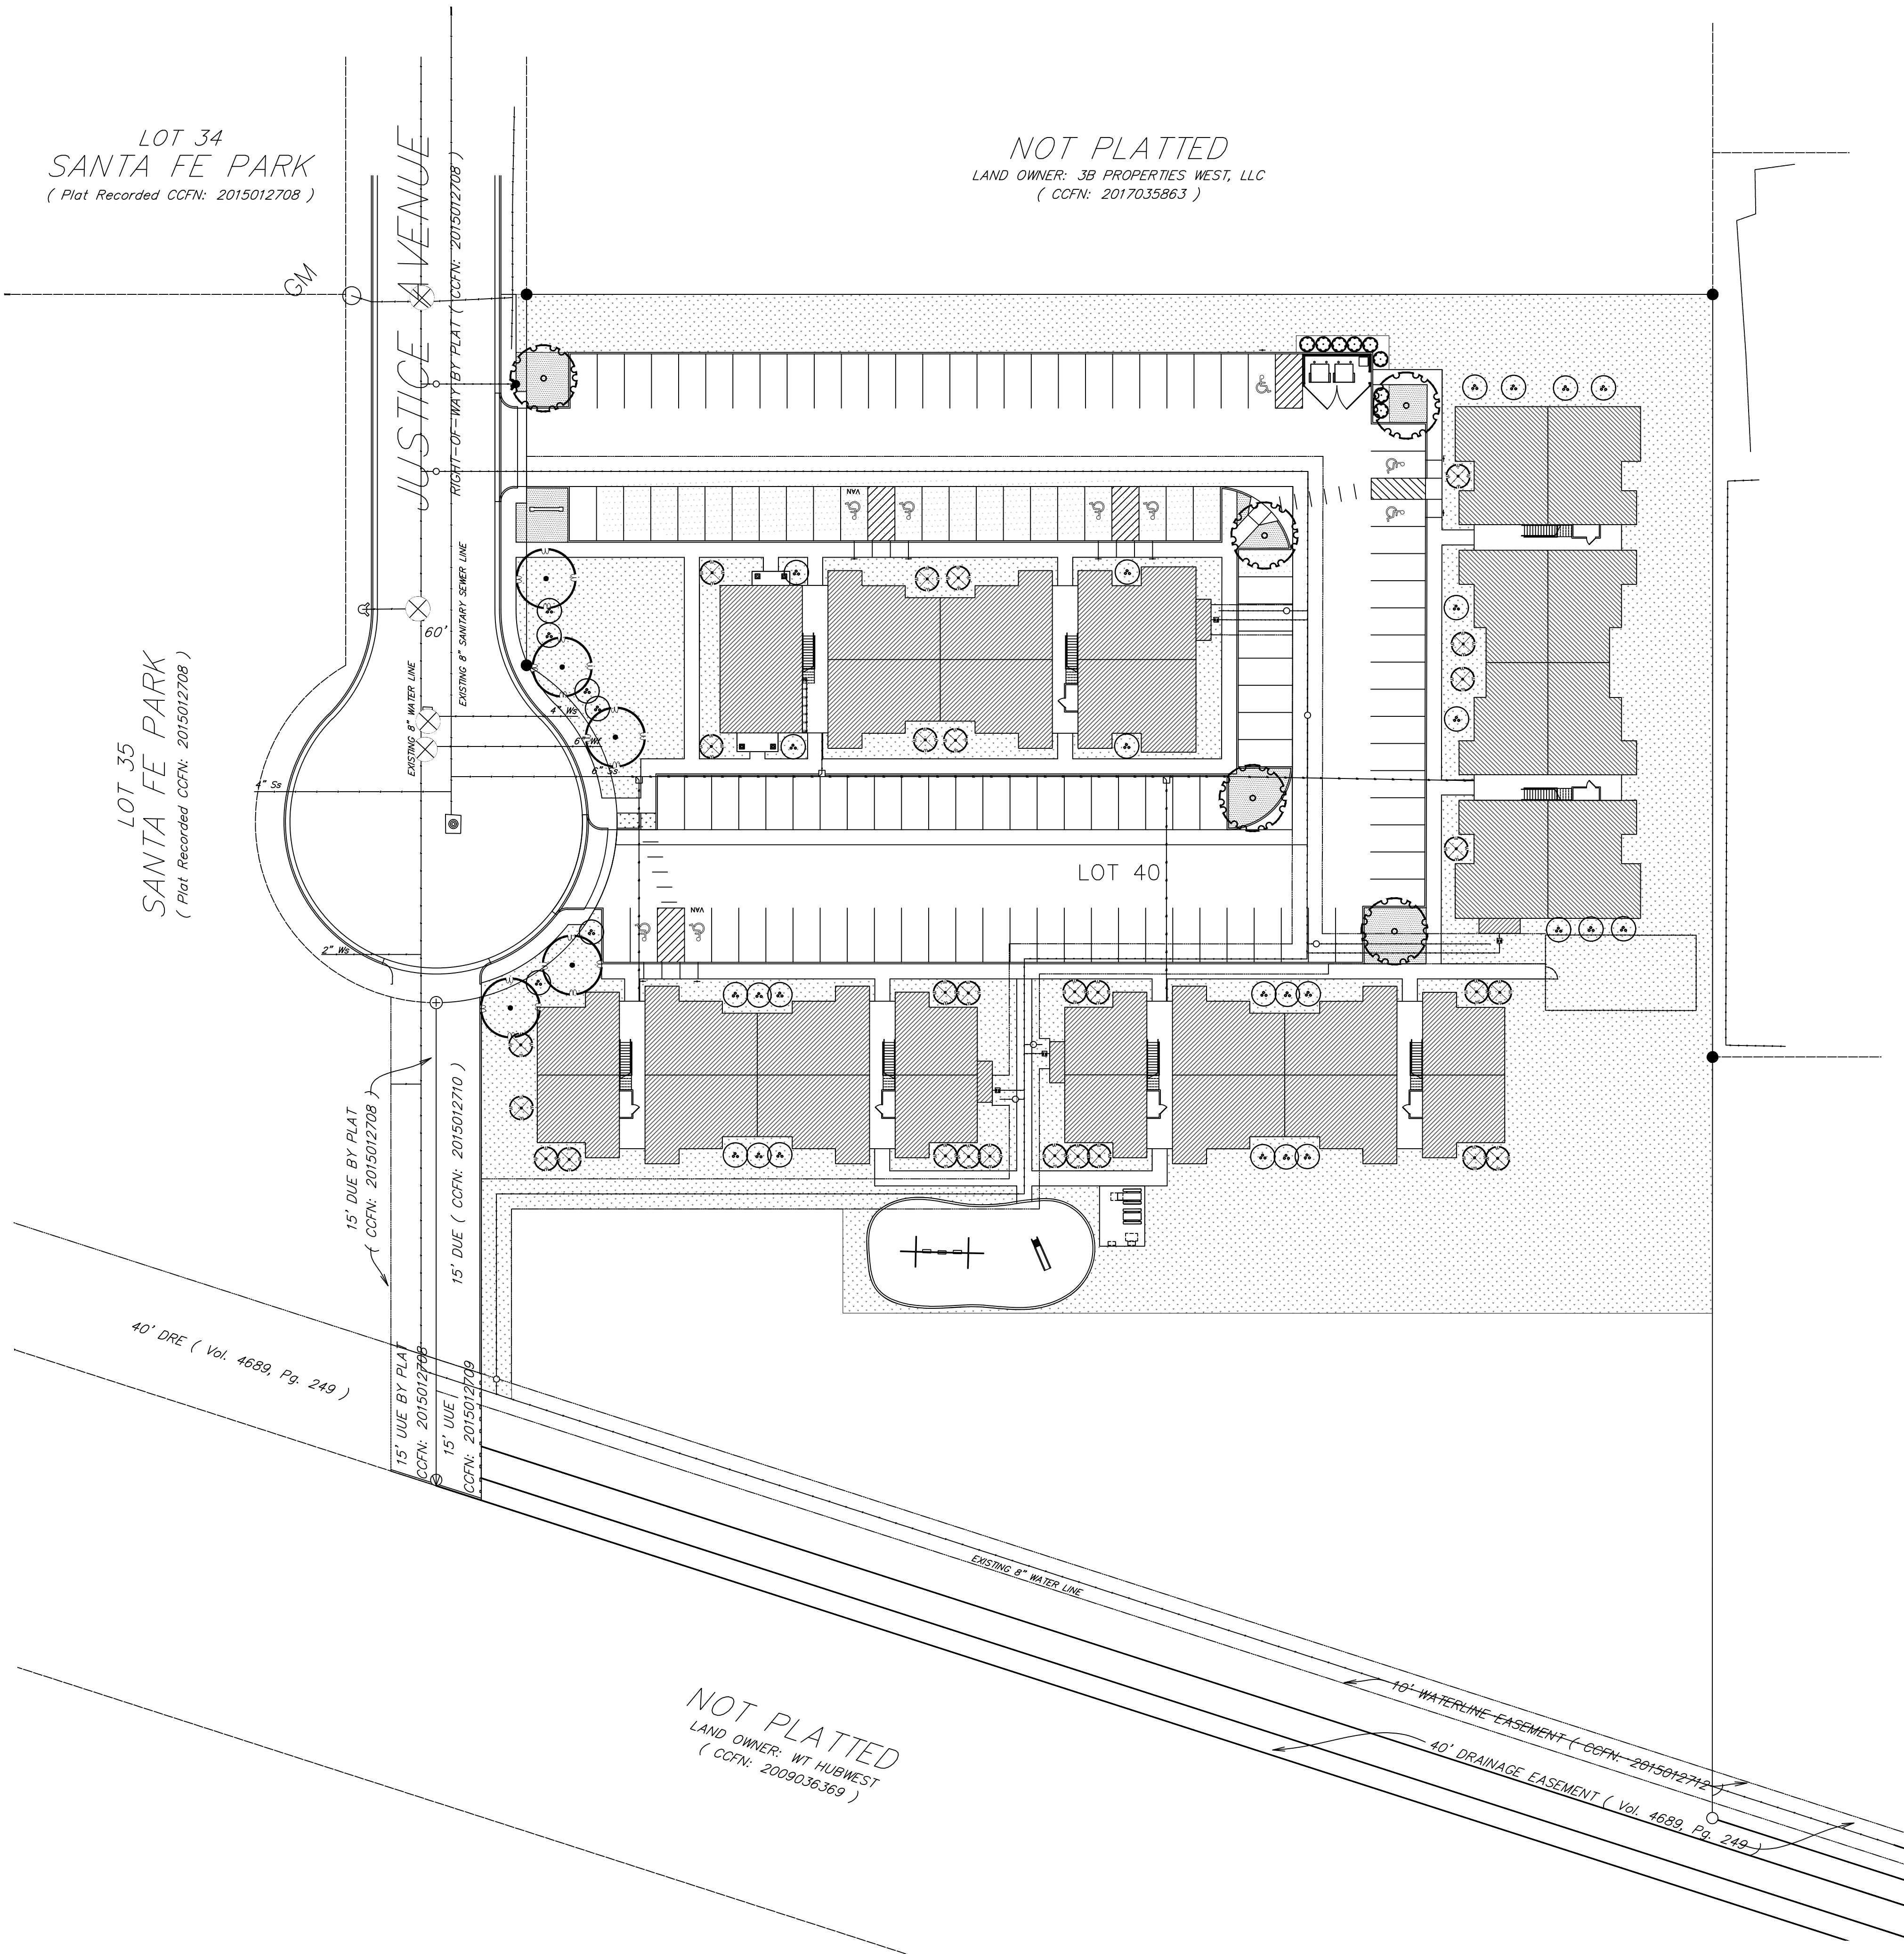 LOT 34
SANTA FE PARK
( Plat Recorded CCFN: 2015012708 )
JUSTICE AVENUE
RIGHT-OF-WAY BY PLAT ( CCFN: 2015012708 )
NOT PLATTED
LAND OWNER: 3B PROPERTIES WEST, LLC
( CCFN: 2017035863 )
GM
VAN
60'
EXISTING 8" SANITARY SEWER LINE
EXISTING 8" WATER LINE
4" Ws
6" Wf
6" Ss
4" Ss
LOT 35
SANTA FE PARK
( Plat Recorded CCFN: 2015012708 )
LOT 40
VAN
2" Ws
15' DUE BY PLAT
( CCFN: 2015012708 )
15' DUE ( CCFN: 2015012710 )
40' DRE ( Vol. 4689, Pg. 249 )
15' UUE BY PLAT
CCFN: 2015012708
15' UUE
CCFN: 2015012709
EXISTING 8" WATER LINE
10' WATERLINE EASEMENT ( CCFN: 2015012712 )
40' DRAINAGE EASEMENT ( Vol. 4689, Pg. 249 )
NOT PLATTED
LAND OWNER: WT HUBWEST
( CCFN: 2009036369 )